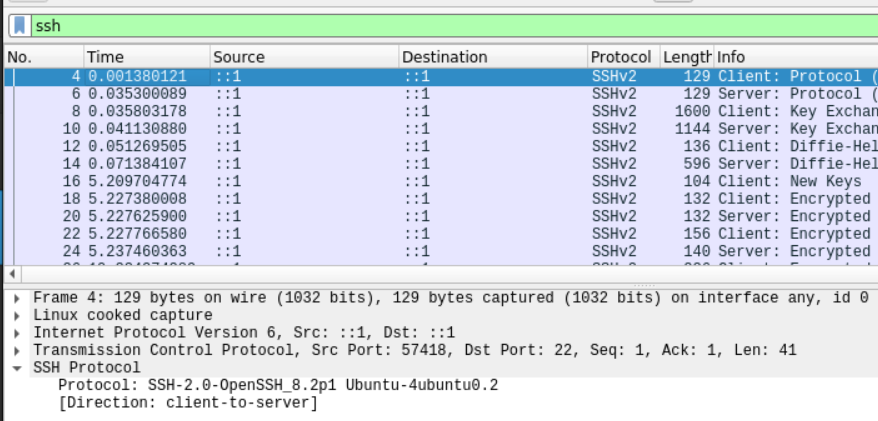 ssh
No. Time Source Destination Protocol Length Info
4 0.001380121 ::1 ::1 SSHv2 129 Client: Protocol (
6 0.035300089 ::1 ::1 SSHv2 129 Server: Protocol (
8 0.035803178 ::1 ::1 SSHv2 1600 Client: Key Exchan
10 0.041130880 ::1 ::1 SSHv2 1144 Server: Key Exchan
12 0.051269505 ::1 ::1 SSHv2 136 Client: Diffie-Hel
14 0.071384107 ::1 ::1 SSHv2 596 Server: Diffie-Hel
16 5.209704774 ::1 ::1 SSHv2 104 Client: New Keys
18 5.227380008 ::1 ::1 SSHv2 132 Client: Encrypted
20 5.227625900 ::1 ::1 SSHv2 132 Server: Encrypted
22 5.227766580 ::1 ::1 SSHv2 156 Client: Encrypted
24 5.237460363 ::1 ::1 SSHv2 140 Server: Encrypted
Frame 4: 129 bytes on wire (1032 bits), 129 bytes captured (1032 bits) on interface any, id 0
Linux cooked capture
Internet Protocol Version 6, Src: ::1, Dst: ::1
Transmission Control Protocol, Src Port: 57418, Dst Port: 22, Seq: 1, Ack: 1, Len: 41
SSH Protocol
Protocol: SSH-2.0-OpenSSH_8.2p1 Ubuntu-4ubuntu0.2
[Direction: client-to-server]